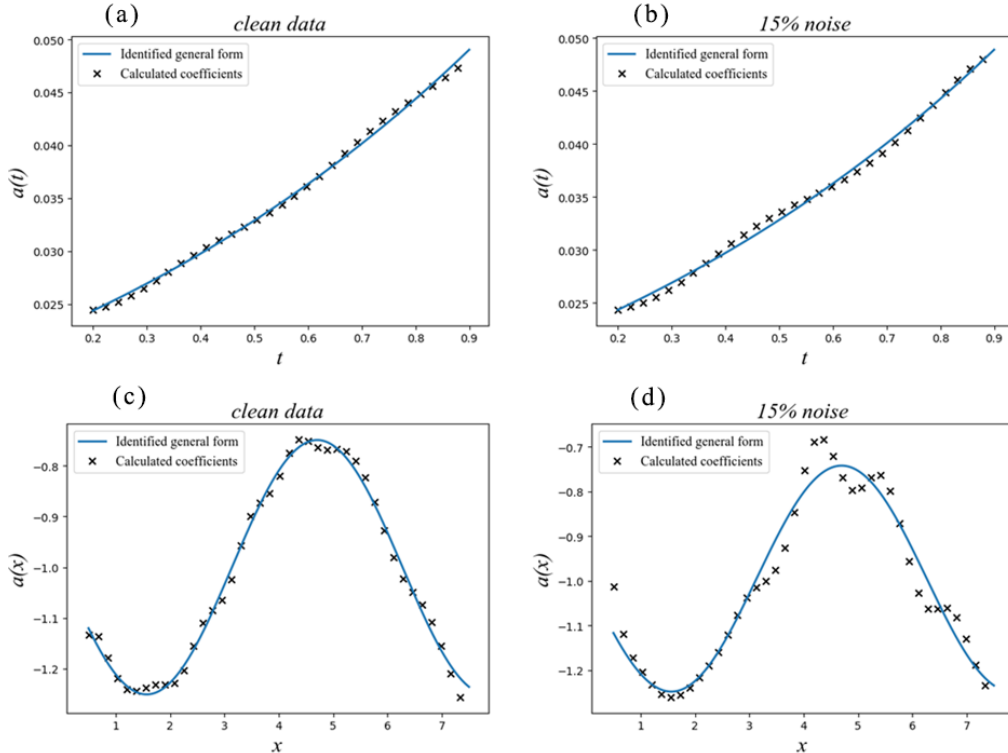 (a)
clean data
Identified general form
Calculated coefficients
0.050
0.045
0.040
0.035
0.030
0.025
a(t)
0.2 0.3 0.4 0.5 0.6 0.7 0.8 0.9
t
(b)
15% noise
Identified general form
Calculated coefficients
0.050
0.045
0.040
0.035
0.030
0.025
a(t)
0.2 0.3 0.4 0.5 0.6 0.7 0.8 0.9
t
(c)
clean data
Identified general form
Calculated coefficients
−0.8
−0.9
−1.0
−1.1
−1.2
a(x)
1 2 3 4 5 6 7
x
(d)
15% noise
Identified general form
Calculated coefficients
−0.7
−0.8
−0.9
−1.0
−1.1
−1.2
a(x)
1 2 3 4 5 6 7
x